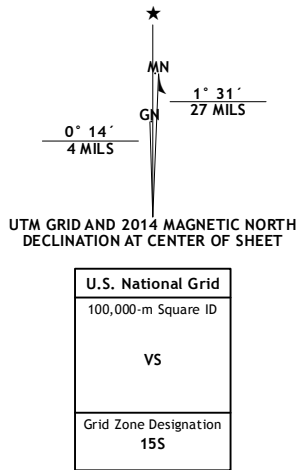 ★
MN
1° 31´
27 MILS
GN
0° 14´
4 MILS
UTM GRID AND 2014 MAGNETIC NORTH
DECLINATION AT CENTER OF SHEET
U.S. National Grid
100,000-m Square ID
VS
Grid Zone Designation
15S